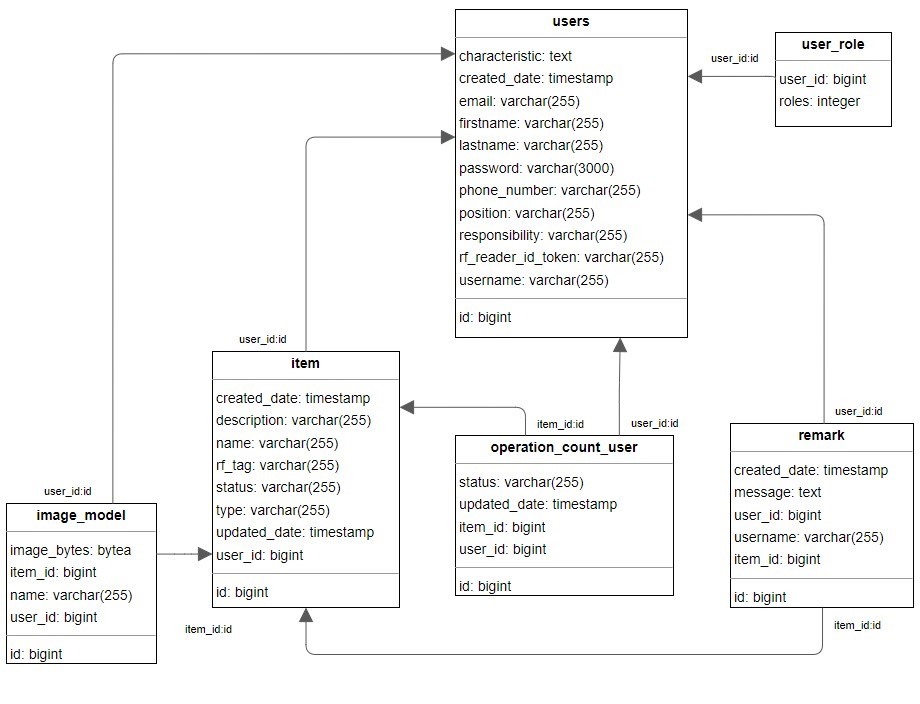 users
characteristic: text
created_date: timestamp
email: varchar(255)
firstname: varchar(255)
lastname: varchar(255)
password: varchar(3000)
phone_number: varchar(255)
position: varchar(255)
responsibility: varchar(255)
rf_reader_id_token: varchar(255)
username: varchar(255)
id: bigint
user_id:id
user_role
user_id: bigint
roles: integer
user_id:id
item
created_date: timestamp
description: varchar(255)
name: varchar(255)
rf_tag: varchar(255)
status: varchar(255)
type: varchar(255)
updated_date: timestamp
user_id: bigint
id: bigint
item_id:id
user_id:id
operation_count_user
status: varchar(255)
updated_date: timestamp
item_id: bigint
user_id: bigint
id: bigint
user_id:id
remark
created_date: timestamp
message: text
user_id: bigint
username: varchar(255)
item_id: bigint
id: bigint
item_id:id
user_id:id
image_model
image_bytes: bytea
item_id: bigint
name: varchar(255)
user_id: bigint
id: bigint
item_id:id